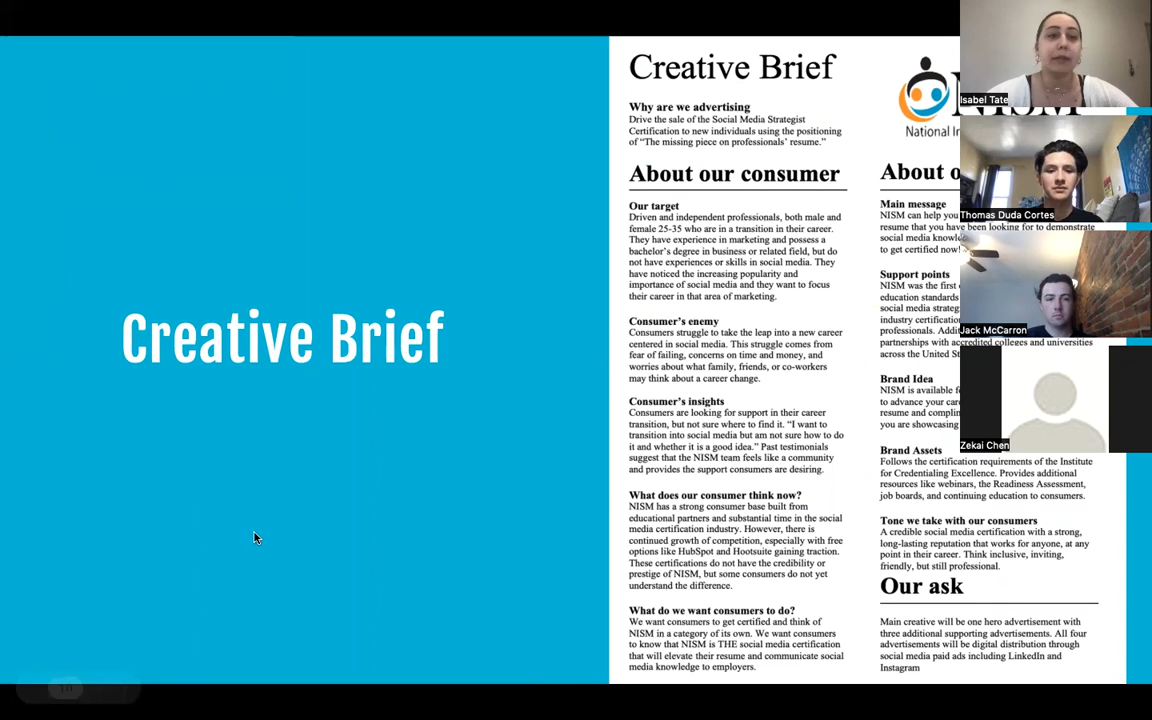 Creative Brief
Creative Brief
Why are we advertising
Drive the sale of the Social Media Strategist
Certification to new individuals using the positioning
of “The missing piece on professionals’ resume.”
About our consumer
Our target
Driven and independent professionals, both male and
female 25-35 who are in a transition in their career.
They have experience in marketing and possess a
bachelor’s degree in business or related field, but do
not have experiences or skills in social media. They
have noticed the increasing popularity and
importance of social media and they want to focus
their career in that area of marketing.
Consumer’s enemy
Consumers struggle to take the leap into a new career
centered in social media. This struggle comes from
fear of failing, concerns on time and money, and
worries about what family, friends, or co-workers
may think about a career change.
Consumer’s insights
Consumers are looking for support in their career
transition, but not sure where to find it. “I want to
transition into social media but am not sure how to do
it and whether it is a good idea.” Past testimonials
suggest that the NISM team feels like a community
and provides the support consumers are desiring.
What does our consumer think now?
NISM has a strong consumer base built from
educational partners and substantial time in the social
media certification industry. However, there is
continued growth of competition, especially with free
options like HubSpot and Hootsuite gaining traction.
These certifications do not have the credibility or
prestige of NISM, but some consumers do not yet
understand the difference.
What do we want consumers to do?
We want consumers to get certified and think of
NISM in a category of its own. We want consumers
to know that NISM is THE social media certification
that will elevate their resume and communicate social
media knowledge to employers.
NISM
National
About
Main message
NISM can help you
resume that you have been looking for to demonstrate
social media
to get certified now!
Support points
NISM was the first
education standards
social media
industry
professionals.
partnerships with accredited colleges and universities
across the United
Brand Idea
NISM is available
to advance your
resume and
you are showcasing
Brand Assets
Follows the certification requirements of the Institute
for Credentialing Excellence. Provides additional
resources like webinars, the Readiness Assessment,
job boards, and continuing education to consumers.
Tone we take with our consumers
A credible social media certification with a strong,
long-lasting reputation that works for anyone, at any
point in their career. Think inclusive, inviting,
friendly, but still professional.
Our ask
Main creative will be one hero advertisement with
three additional supporting advertisements. All four
advertisements will be digital distribution through
social media paid ads including LinkedIn and
Instagram
Isabel Tate
Thomas Duda Cortes
Jack McCarron
Zekai Chen